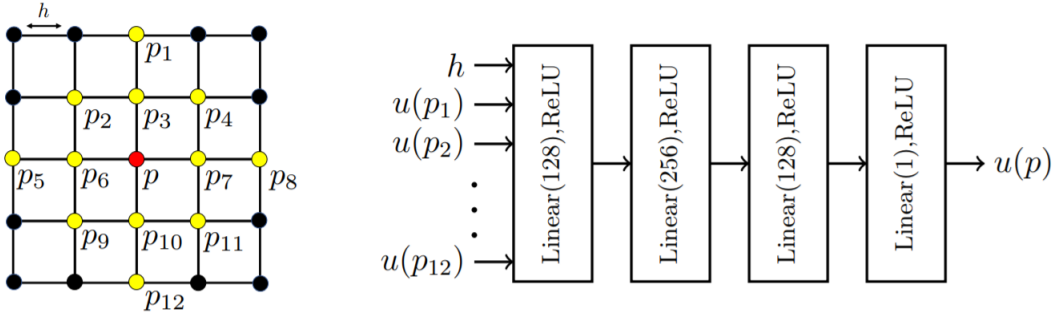 h
p₁
p₂ p₃ p₄
p₅ p₆ p p₇ p₈
p₉ p₁₀ p₁₁
p₁₂
h
u(p₁)
u(p₂)
u(p₁₂)
Linear(128),ReLU
Linear(256),ReLU
Linear(128),ReLU
Linear(1),ReLU
u(p)